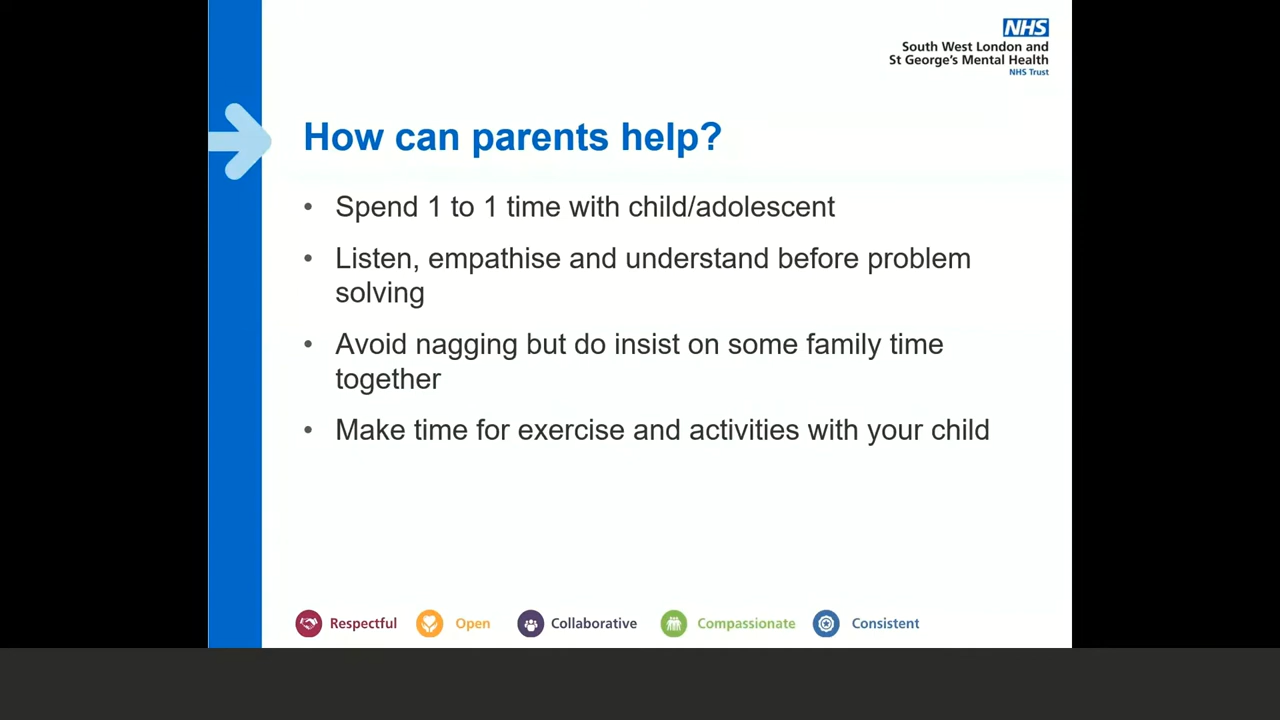 NHS
South West London and
St George's Mental Health
NHS Trust
How can parents help?
• Spend 1 to 1 time with child/adolescent
• Listen, empathise and understand before problem
solving
• Avoid nagging but do insist on some family time
together
• Make time for exercise and activities with your child
Respectful Open Collaborative Compassionate Consistent